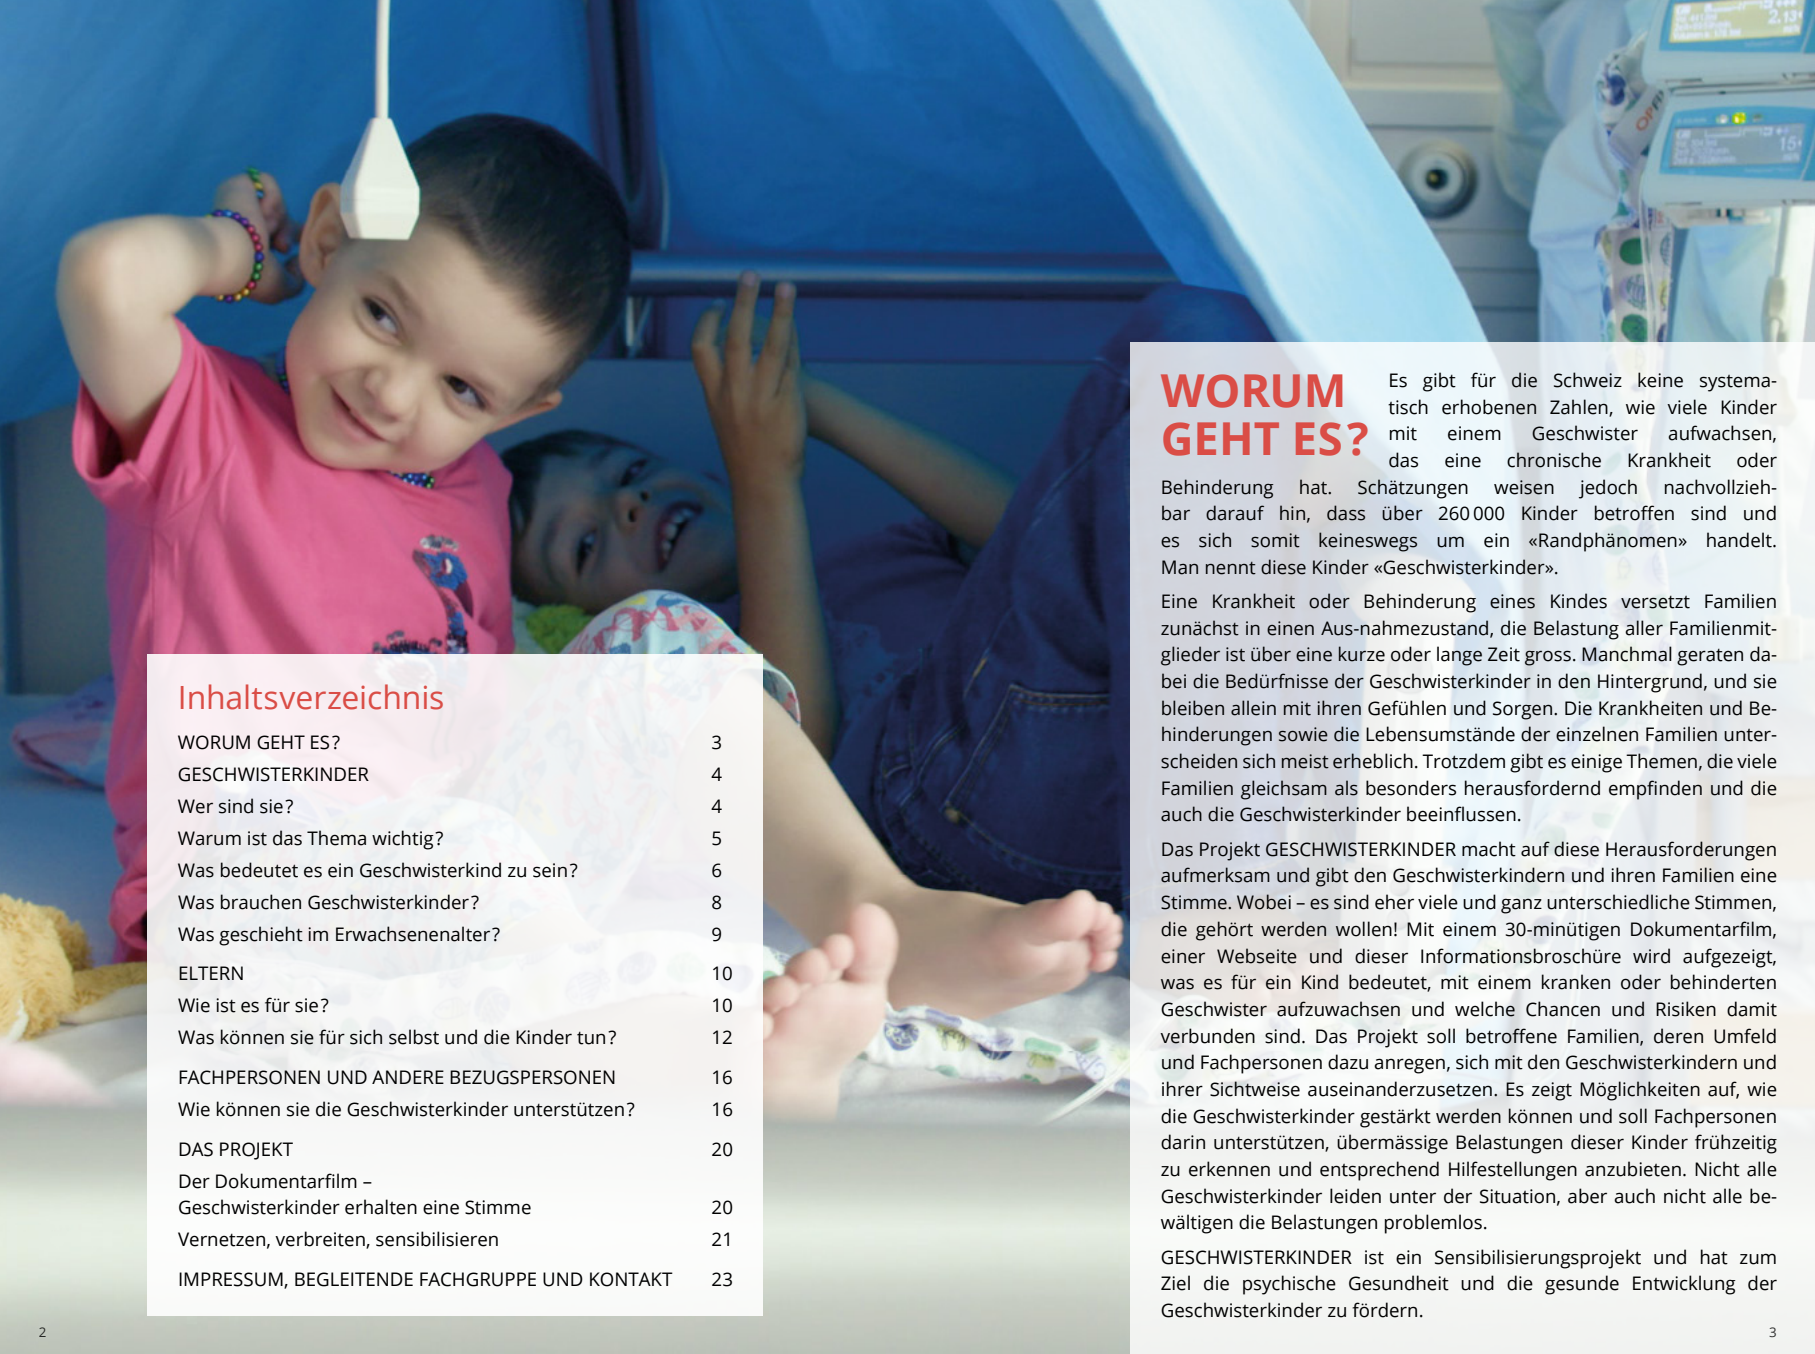 Inhaltsverzeichnis
WORUM GEHT ES? 3
GESCHWISTERKINDER 4
Wer sind sie? 4
Warum ist das Thema wichtig? 5
Was bedeutet es ein Geschwisterkind zu sein? 6
Was brauchen Geschwisterkinder? 8
Was geschieht im Erwachsenenalter? 9
ELTERN 10
Wie ist es für sie? 10
Was können sie für sich selbst und die Kinder tun? 12
FACHPERSONEN UND ANDERE BEZUGSPERSONEN 16
Wie können sie die Geschwisterkinder unterstützen? 16
DAS PROJEKT 20
Der Dokumentarfilm –
Geschwisterkinder erhalten eine Stimme 20
Vernetzen, verbreiten, sensibilisieren 21
IMPRESSUM, BEGLEITENDE FACHGRUPPE UND KONTAKT 23
2
WORUM
GEHT ES?
Es gibt für die Schweiz keine systema-
tisch erhobenen Zahlen, wie viele Kinder
mit einem Geschwister aufwachsen,
das eine chronische Krankheit oder
Behinderung hat. Schätzungen weisen jedoch nachvollzieh-
bar darauf hin, dass über 260 000 Kinder betroffen sind und
es sich somit keineswegs um ein «Randphänomen» handelt.
Man nennt diese Kinder «Geschwisterkinder».
Eine Krankheit oder Behinderung eines Kindes versetzt Familien
zunächst in einen Aus-nahmezustand, die Belastung aller Familienmit-
glieder ist über eine kurze oder lange Zeit gross. Manchmal geraten da-
bei die Bedürfnisse der Geschwisterkinder in den Hintergrund, und sie
bleiben allein mit ihren Gefühlen und Sorgen. Die Krankheiten und Be-
hinderungen sowie die Lebensumstände der einzelnen Familien unter-
scheiden sich meist erheblich. Trotzdem gibt es einige Themen, die viele
Familien gleichsam als besonders herausfordernd empfinden und die
auch die Geschwisterkinder beeinflussen.
Das Projekt GESCHWISTERKINDER macht auf diese Herausforderungen
aufmerksam und gibt den Geschwisterkindern und ihren Familien eine
Stimme. Wobei – es sind eher viele und ganz unterschiedliche Stimmen,
die gehört werden wollen! Mit einem 30-minütigen Dokumentarfilm,
einer Webseite und dieser Informationsbroschüre wird aufgezeigt,
was es für ein Kind bedeutet, mit einem kranken oder behinderten
Geschwister aufzuwachsen und welche Chancen und Risiken damit
verbunden sind. Das Projekt soll betroffene Familien, deren Umfeld
und Fachpersonen dazu anregen, sich mit den Geschwisterkindern und
ihrer Sichtweise auseinanderzusetzen. Es zeigt Möglichkeiten auf, wie
die Geschwisterkinder gestärkt werden können und soll Fachpersonen
darin unterstützen, übermässige Belastungen dieser Kinder frühzeitig
zu erkennen und entsprechend Hilfestellungen anzubieten. Nicht alle
Geschwisterkinder leiden unter der Situation, aber auch nicht alle be-
wältigen die Belastungen problemlos.
GESCHWISTERKINDER ist ein Sensibilisierungsprojekt und hat zum
Ziel die psychische Gesundheit und die gesunde Entwicklung der
Geschwisterkinder zu fördern.
3